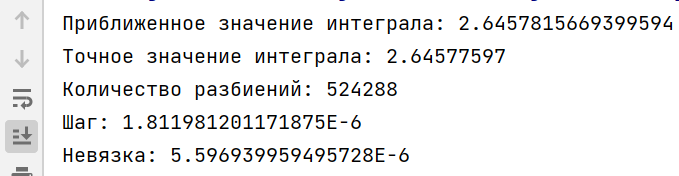 Приближенное значение интеграла: 2.6457815669399594
Точное значение интеграла: 2.64577597
Количество разбиений: 524288
Шаг: 1.811981201171875E-6
Невязка: 5.596939959495728E-6